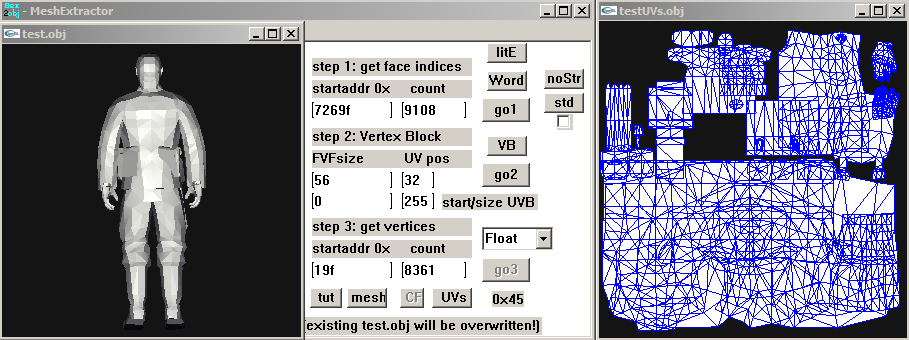 Hex
2obj
- MeshExtractor
test.obj
testUVs.obj
litE
step 1: get face indices
Word
noStr
startaddr 0x count
[7269f ] [9108 ]
go1
std
step 2: Vertex Block
VB
FVFsize UV pos
go2
[56 ] [32 ]
[0 ] [255 ] start/size UVB
step 3: get vertices
Float
startaddr 0x count
[19f ] [8361 ]
go3
tut mesh CF UVs 0x45
(existing test.obj will be overwritten!)